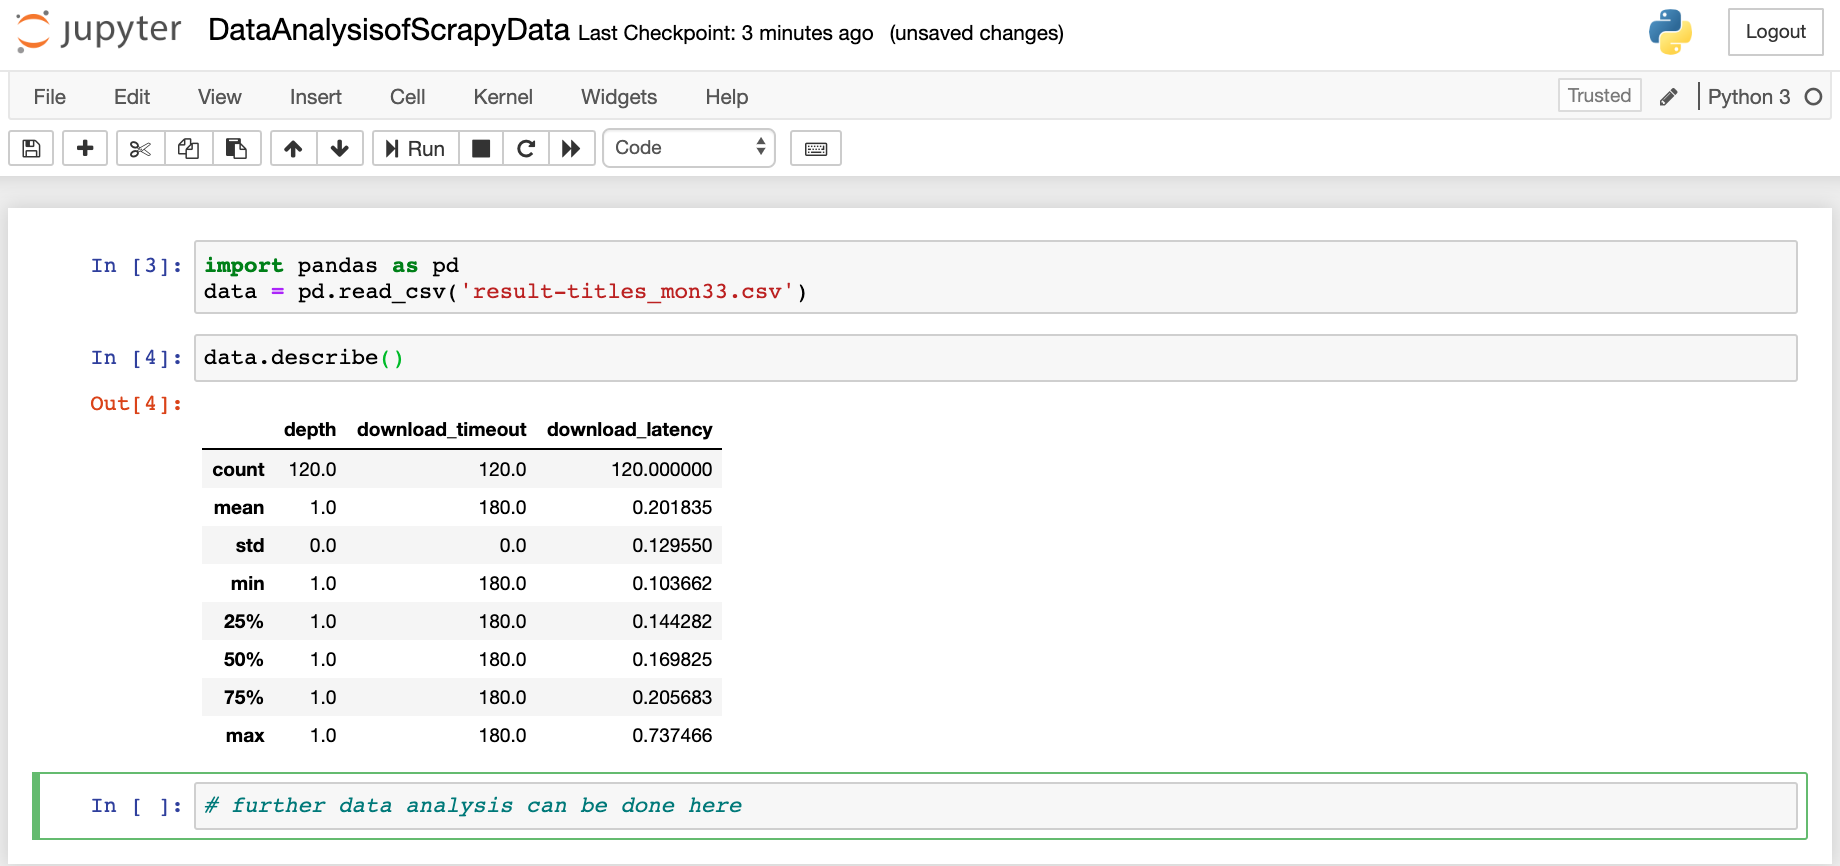 jupyter DataAnalysisofScrapyData Last Checkpoint: 3 minutes ago (unsaved changes) Logout
File Edit View Insert Cell Kernel Widgets Help Trusted Python 3
Run Code
In [3]: import pandas as pd
data = pd.read_csv('result-titles_mon33.csv')
In [4]: data.describe()
Out[4]:
depth download_timeout download_latency
count 120.0 120.0 120.000000
mean 1.0 180.0 0.201835
std 0.0 0.0 0.129550
min 1.0 180.0 0.103662
25% 1.0 180.0 0.144282
50% 1.0 180.0 0.169825
75% 1.0 180.0 0.205683
max 1.0 180.0 0.737466
In [ ]: # further data analysis can be done here